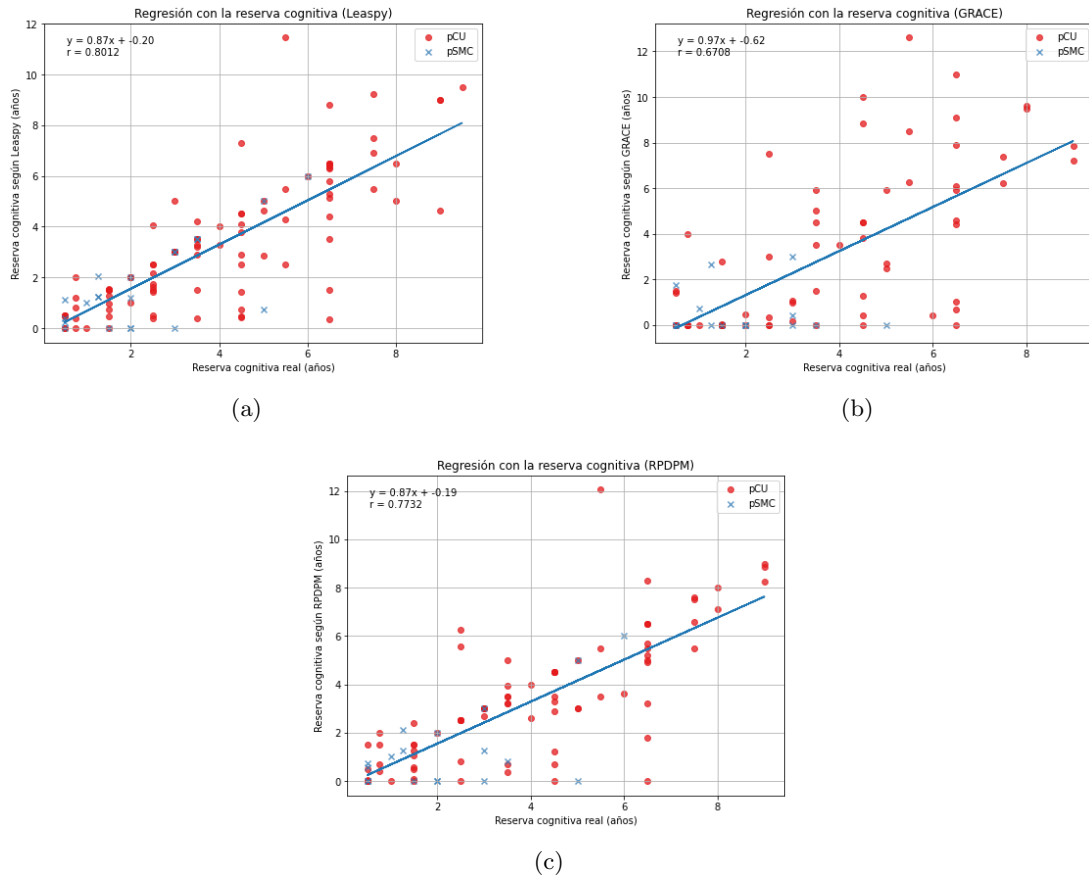 Regresión con la reserva cognitiva (Leaspy)
y = 0.87x + -0.20
r = 0.8012
pCU
pSMC
12
10
8
6
4
2
0
Reserva cognitiva según Leaspy (años)
2 4 6 8
Reserva cognitiva real (años)
(a)
Regresión con la reserva cognitiva (GRACE)
y = 0.97x + -0.62
r = 0.6708
pCU
pSMC
12
10
8
6
4
2
0
Reserva cognitiva según GRACE (años)
2 4 6 8
Reserva cognitiva real (años)
(b)
Regresión con la reserva cognitiva (RPDPM)
y = 0.87x + -0.19
r = 0.7732
pCU
pSMC
12
10
8
6
4
2
0
Reserva cognitiva según RPDPM (años)
2 4 6 8
Reserva cognitiva real (años)
(c)